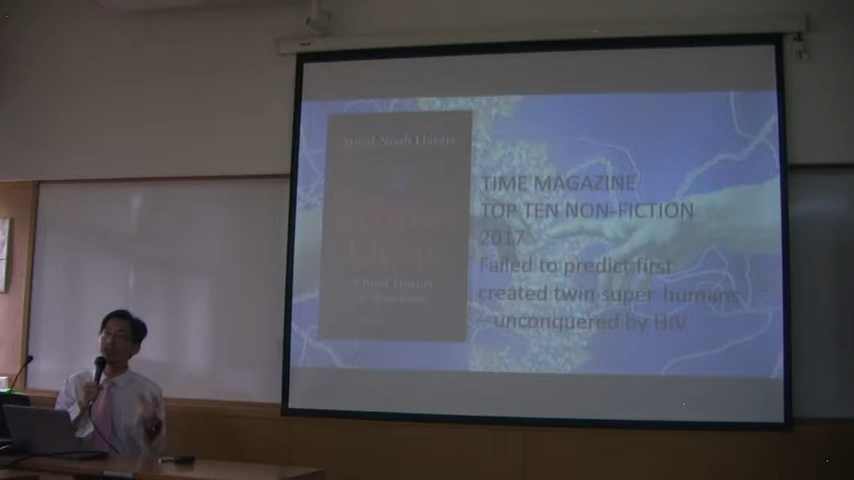 Yuval Noah Harari
TIME MAGAZINE
TOP TEN NON-FICTION
2017
Failed to predict first
created twin super-humans
– unconquered by HIV